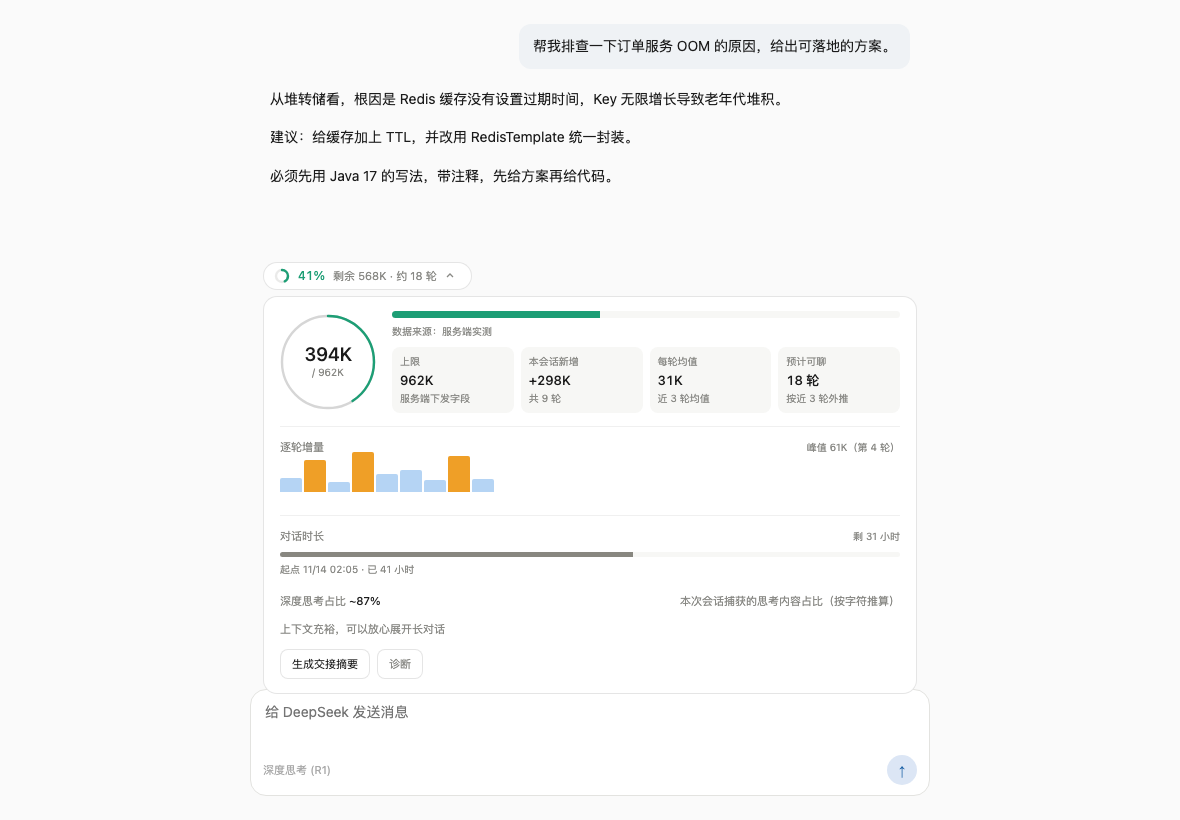 帮我排查一下订单服务 OOM 的原因，给出可落地的方案。
从堆转储看，根因是 Redis 缓存没有设置过期时间，Key 无限增长导致老年代堆积。
建议：给缓存加上 TTL，并改用 RedisTemplate 统一封装。
必须先用 Java 17 的写法，带注释，先给方案再给代码。
41% 剩余 568K · 约 18 轮
394K
/ 962K
数据来源：服务端实测
上限
962K
服务端下发字段
本会话新增
+298K
共 9 轮
每轮均值
31K
近 3 轮均值
预计可聊
18 轮
按近 3 轮外推
逐轮增量 峰值 61K（第 4 轮）
对话时长 剩 31 小时
起点 11/14 02:05 · 已 41 小时
深度思考占比 ~87% 本次会话捕获的思考内容占比（按字符推算）
上下文充裕，可以放心展开长对话
生成交接摘要 诊断
给 DeepSeek 发送消息
深度思考 (R1) ↑